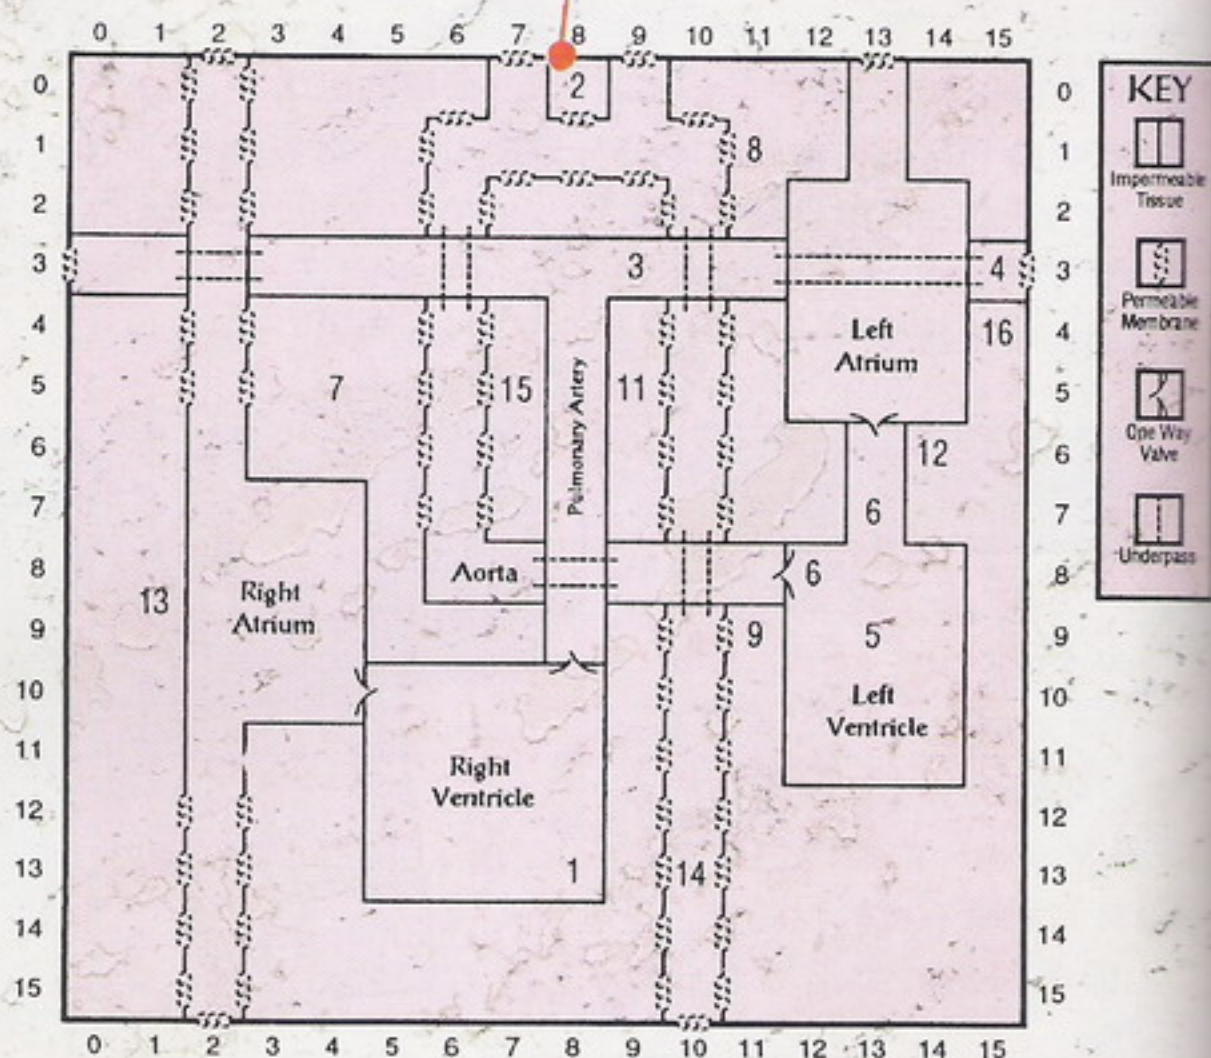 0 1 2 3 4 5 6 7 8 9 10 11 12 13 14 15
0 2 0
1 8 1
2 2
3 3 4 3
4 Left 16 4
Atrium
5 7 15 Pulmonary Artery 11 5
6 12 6
7 6 7
8 Aorta 6 8
9 13 Right 9 5 9
Atrium
10 Left 10
Ventricle
11 Right 11
Ventricle
12 12
13 1 14 13
14 14
15 15
0 1 2 3 4 5 6 7 8 9 10 11 12 13 14 15
KEY
Impermeable
Tissue
Permeable
Membrane
One Way
Valve
Underpass